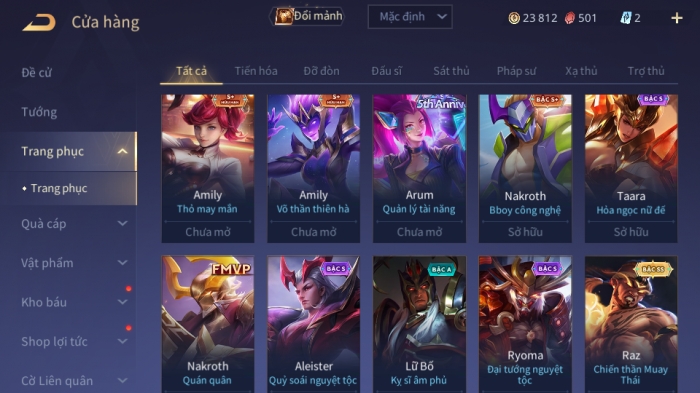 Cửa hàng
Đổi mảnh
Mặc định
23 812
501
2
Đề cử
Tướng
Trang phục
Trang phục
Quà cáp
Vật phẩm
Kho báu
Shop lợi tức
Cờ Liên quân
Tất cả
Tiến hóa
Đỡ đòn
Đấu sĩ
Sát thủ
Pháp sư
Xạ thủ
Trợ thủ
S+
HỮU HẠN
Amily
Thỏ may mắn
Chưa mở
S+
HỮU HẠN
Amily
Võ thần thiên hà
Chưa mở
5th Anniv
Arum
Quản lý tài năng
Chưa mở
BẬC S+
Nakroth
Bboy công nghệ
Sở hữu
BẬC S
Taara
Hỏa ngọc nữ đế
Sở hữu
FMVP
Nakroth
Quán quân
BẬC S
Aleister
Quỷ soái nguyệt tộc
BẬC A
Lữ Bố
Kỵ sĩ âm phủ
BẬC S
Ryoma
Đại tướng nguyệt
tộc
BẬC SS
Raz
Chiến thần Muay
Thái